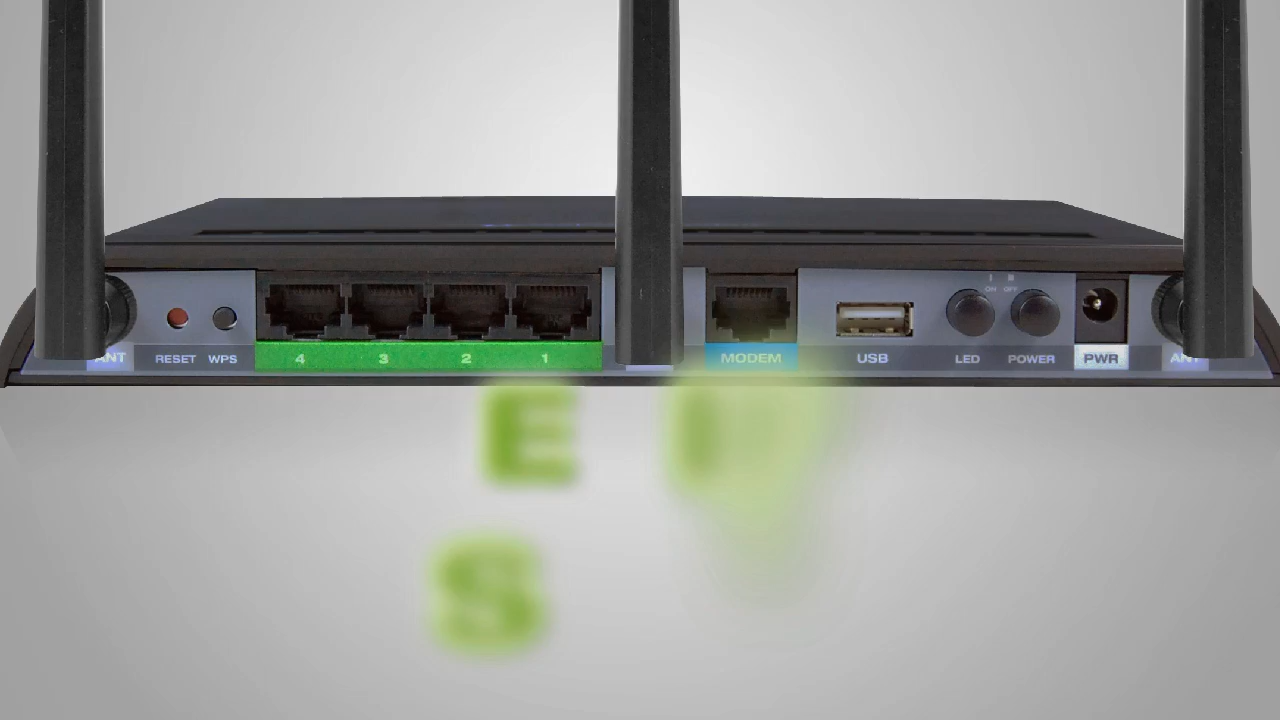 ON OFF
ANT RESET WPS 4 3 2 1 MODEM USB LED POWER PWR ANT
E
S